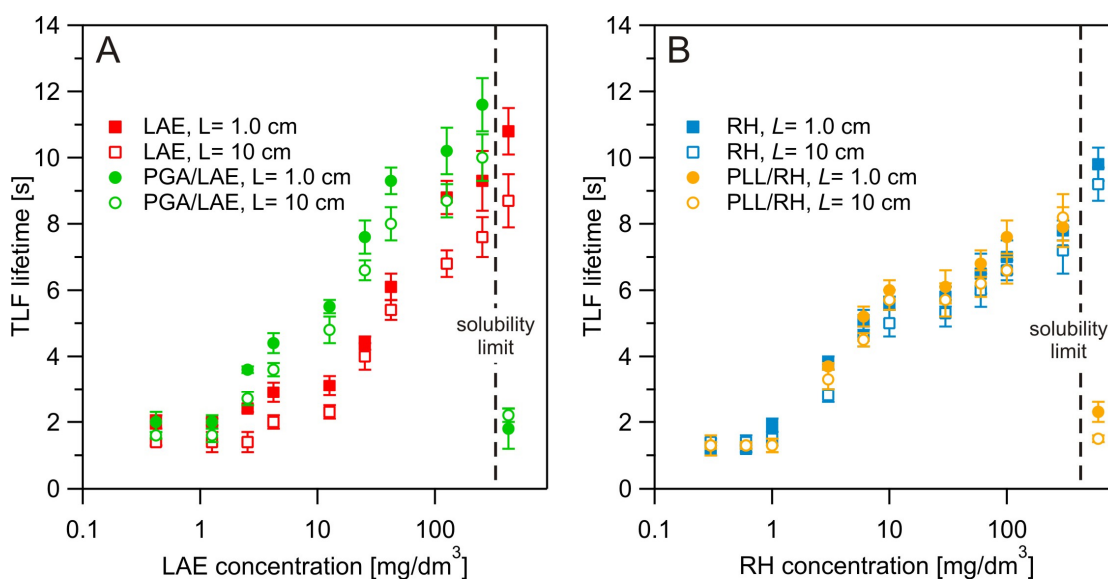 A
14
12
10
8
6
4
2
0
TLF lifetime [s]
LAE, L= 1.0 cm
LAE, L= 10 cm
PGA/LAE, L= 1.0 cm
PGA/LAE, L= 10 cm
solubility
limit
0.1 1 10 100
LAE concentration [mg/dm³]
B
14
12
10
8
6
4
2
0
TLF lifetime [s]
RH, L= 1.0 cm
RH, L= 10 cm
PLL/RH, L= 1.0 cm
PLL/RH, L= 10 cm
solubility
limit
0.1 1 10 100
RH concentration [mg/dm³]